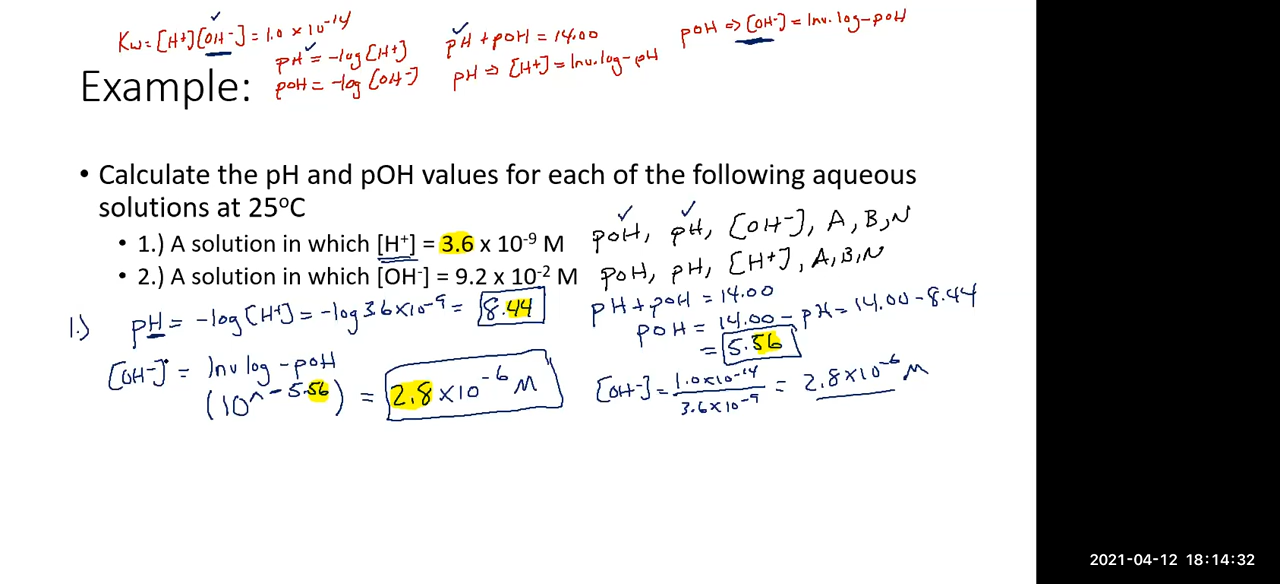 Kw = [H+][OH-] = 1.0 x 10^-14
pH = -log [H+]
pOH = -log [OH-]
pH + pOH = 14.00
pH => [H+] = Inv. log - pH
pOH => [OH-] = Inv. log - pOH
Example:
• Calculate the pH and pOH values for each of the following aqueous
solutions at 25°C
• 1.) A solution in which [H⁺] = 3.6 x 10⁻⁹ M pOH, pH, [OH-], A, B, N
• 2.) A solution in which [OH⁻] = 9.2 x 10⁻² M pOH, pH, [H+], A, B, N
1.) pH = -log [H+] = -log 3.6x10^-9 = 8.44
pH + pOH = 14.00
pOH = 14.00 - pH = 14.00 - 8.44
= 5.56
[OH-] = Inv log - pOH
(10^-5.56) = 2.8 x 10^-6 M
[OH-] = 1.0x10^-14 / 3.6x10^-9 = 2.8x10^-6 M
2021-04-12 18:14:32